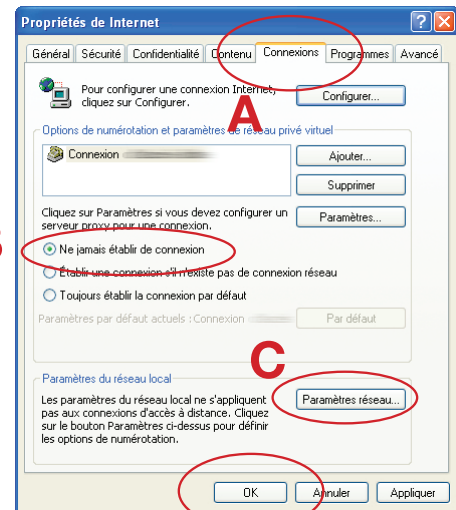 Propriétés de Internet
Général Sécurité Confidentialité Contenu Connexions Programmes Avancé
Pour configurer une connexion Internet,
cliquez sur Configurer.
Configurer...
A
Options de numérotation et paramètres de réseau privé virtuel
Connexion
Ajouter...
Supprimer
Cliquez sur Paramètres si vous devez configurer un
serveur proxy pour une connexion.
Paramètres...
Ne jamais établir de connexion
Établir une connexion s'il n'existe pas de connexion réseau
Toujours établir la connexion par défaut
Paramètres par défaut actuels : Connexion
Par défaut
C
Paramètres du réseau local
Les paramètres du réseau local ne s'appliquent
pas aux connexions d'accès à distance. Cliquez
sur le bouton Paramètres ci-dessus pour définir
les options de numérotation.
Paramètres réseau...
OK Annuler Appliquer